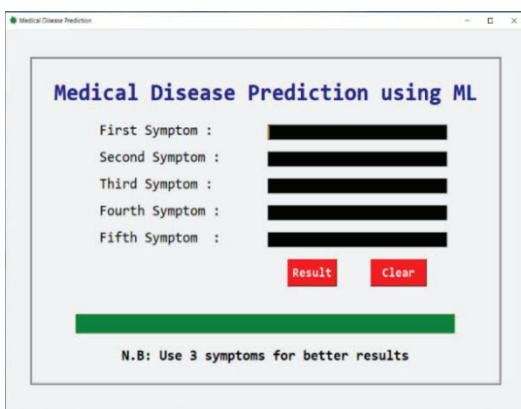 Medical Disease Prediction
Medical Disease Prediction using ML
First Symptom :
Second Symptom :
Third Symptom :
Fourth Symptom :
Fifth Symptom :
Result Clear
N.B: Use 3 symptoms for better results